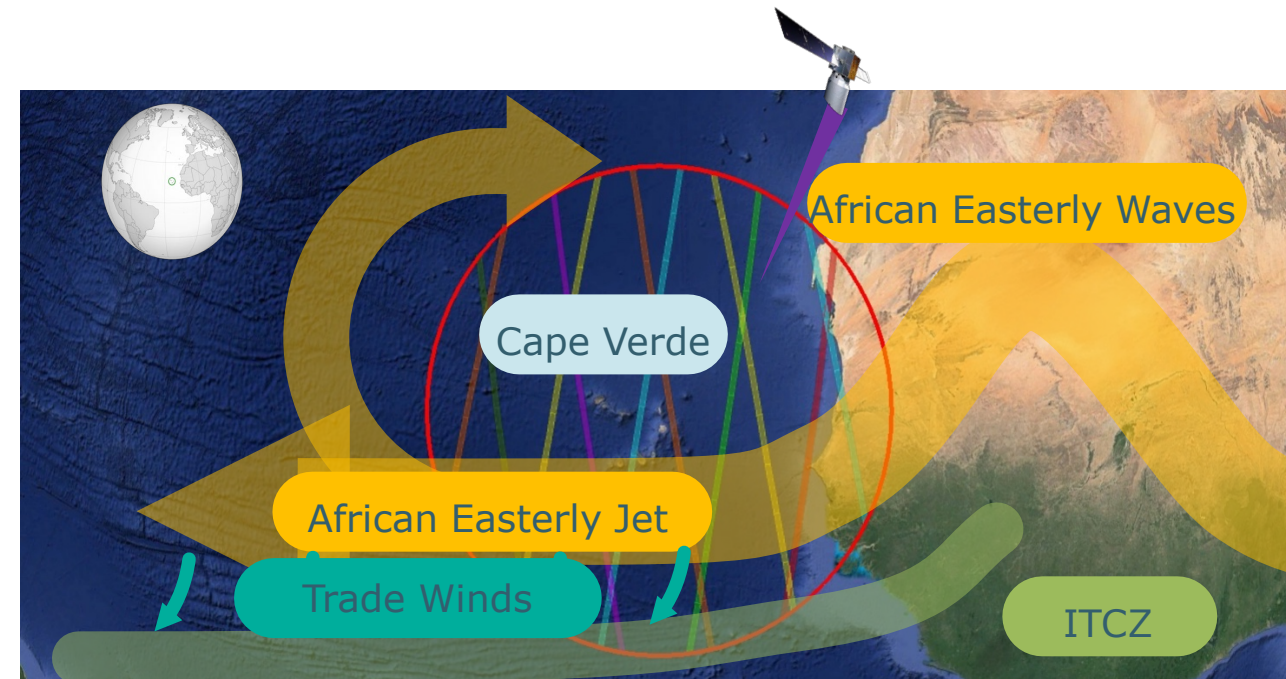 African Easterly Waves
Cape Verde
African Easterly Jet
Trade Winds
ITCZ